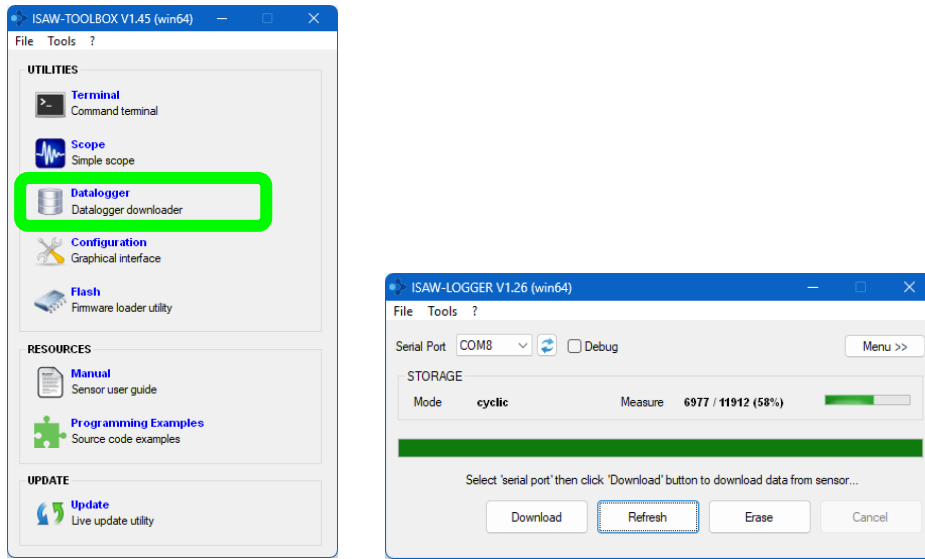 ISAW-TOOLBOX V1.45 (win64)
File Tools ?
UTILITIES
Terminal
Command terminal
Scope
Simple scope
Datalogger
Datalogger downloader
Configuration
Graphical interface
Flash
Firmware loader utility
RESOURCES
Manual
Sensor user guide
Programming Examples
Source code examples
UPDATE
Update
Live update utility
ISAW-LOGGER V1.26 (win64)
File Tools ?
Serial Port COM8 Debug Menu >>
STORAGE
Mode cyclic Measure 6977 / 11912 (58%)
Select 'serial port' then click 'Download' button to download data from sensor...
Download Refresh Erase Cancel